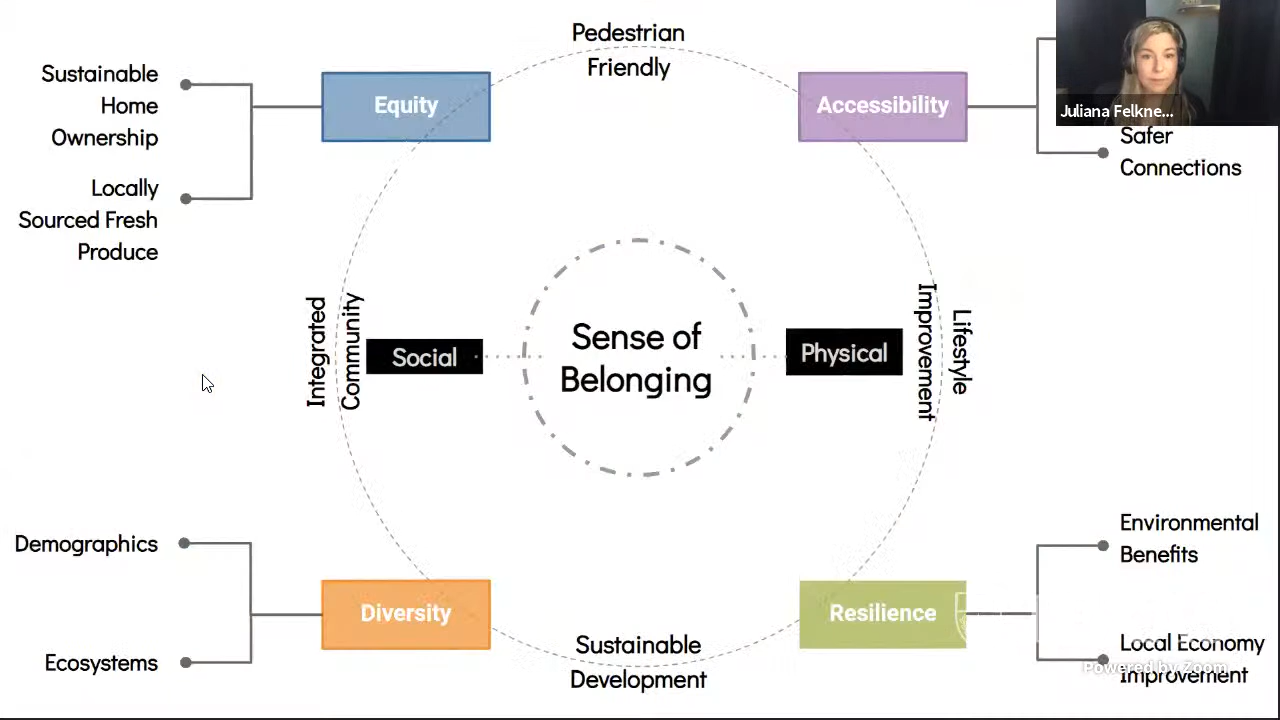 Pedestrian
Friendly
Sustainable
Home
Ownership
Locally
Sourced Fresh
Produce
Equity
Accessibility
Juliana Felkne...
Safer
Connections
Integrated
Community
Social
Sense of
Belonging
Physical
Lifestyle
Improvement
Demographics
Ecosystems
Diversity
Sustainable
Development
Resilience
Environmental
Benefits
Local Economy
Improvement
Powered by Zoom